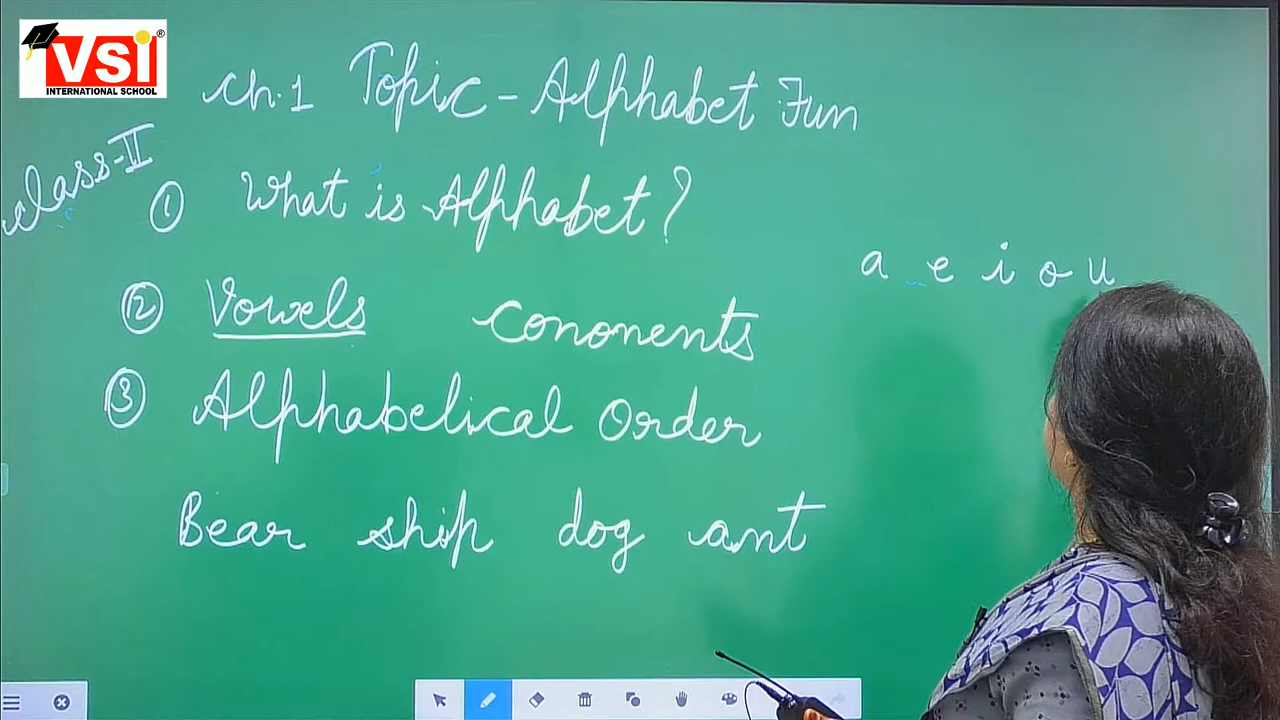 VSI®
INTERNATIONAL SCHOOL
Ch.1 Topic - Alphabet Fun
Class-II
① What is Alphabet?
a e i o u
② Vowels cononents
③ Alphabelical Order
Bear ship dog ant